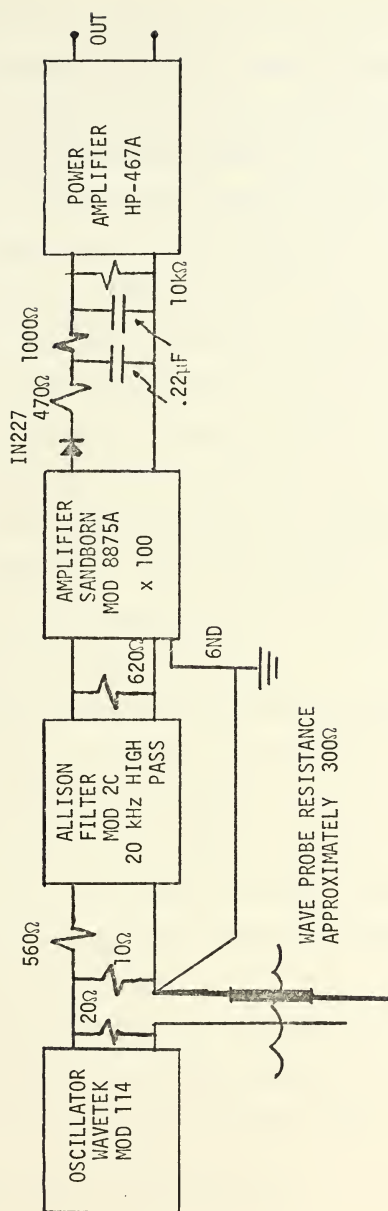 OSCILLATOR
WAVETEK
MOD 114
20Ω
10Ω
560Ω
ALLISON
FILTER
MOD 2C
20 kHz HIGH
PASS
620Ω
AMPLIFIER
SANDBORN
MOD 8875A
x 100
6ND
WAVE PROBE RESISTANCE
APPROXIMATELY 300Ω
IN227
470Ω
1000Ω
.22µF
10kΩ
POWER
AMPLIFIER
HP-467A
OUT